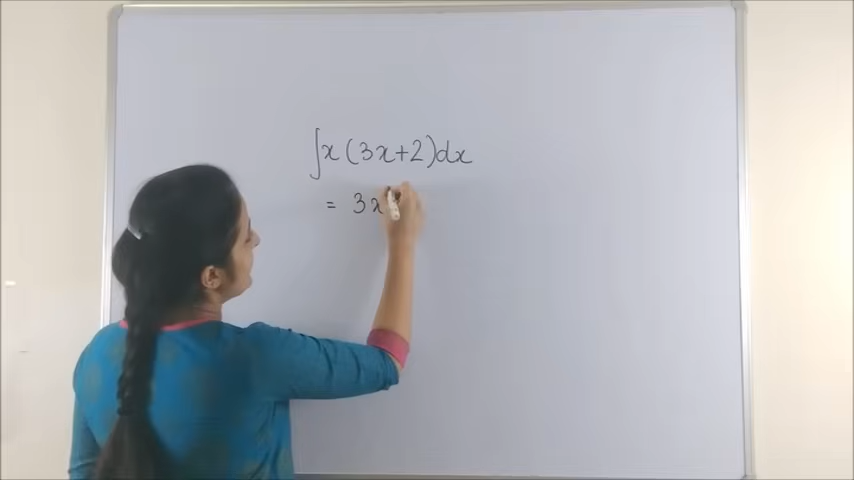 ∫x(3x+2)dx
= 3x